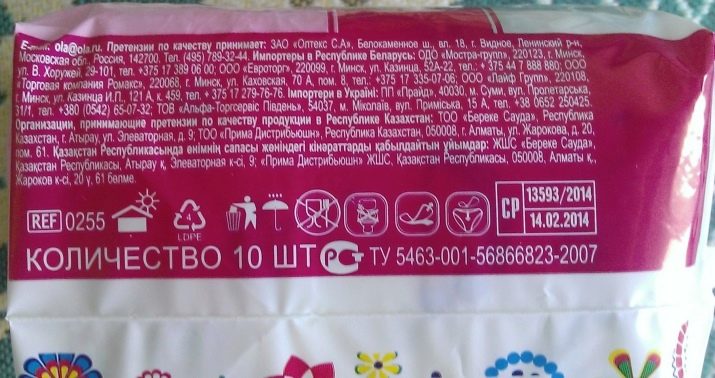 E-mail: ola@ola.ru. Претензии по качеству принимает: ЗАО «Олтекс С.А», Белокаменное ш., вл. 18, г. Видное, Ленинский р-н,
Московская обл., Россия, 142700. Тел. (495) 789-32-44. Импортеры в Республике Беларусь: ОДО «Мостра-групп», 220123, г. Минск,
ул. В. Хоружей, 29-101, тел. +375 17 389 06 00; ООО «Евроторг», 220099, г. Минск, ул. Казинца, 52А-22, тел.: + 375 44 7 888 880; ООО
«Торговая компания Ромакс», 220068, г. Минск, ул. Каховская, 70 А, пом. 8, тел.: +375 17 335-07-06; ООО «Лайф Групп», 220108,
г. Минск, ул. Казинца И.П., 121 А, к. 459, тел. + 375 17 279-76-76. Імпортери в Україні: ПП «Прайд», 40030, м. Суми, вул. Пролетарська,
31/1, тел. +380 (0542) 65-07-32; ТОВ «Альфа-Торгсервіс Південь», 54037, м. Миколаїв, вул. Приміська, 15 А, тел. +38 0652 250425.
Организации, принимающие претензии по качеству продукции в Республике Казахстан: ТОО «Береке Сауда», Республика
Казахстан, г. Атырау, ул. Элеваторная, д. 9; ТОО «Прима Дистрибьюшн», Республика Казахстан, 050008, г. Алматы, ул. Жарокова, д. 20,
пом. 61. Қазақстан Республикасында өнімнің сапасы жөніндегі кінәраттарды қабылдайтын ұйымдар: ЖШС «Береке Сауда»,
Қазақстан Республикасы, Атырау қ., Элеваторная к-сі, 9; «Прима Дистрибьюшн» ЖШС, Қазақстан Республикасы, 050008, Алматы қ.,
Жароков к-сі, 20 ү, 61 бөлме.
REF 0255
4
LDPE
СР 13593/2014
14.02.2014
КОЛИЧЕСТВО 10 ШТ РСТ ТУ 5463-001-56866823-2007